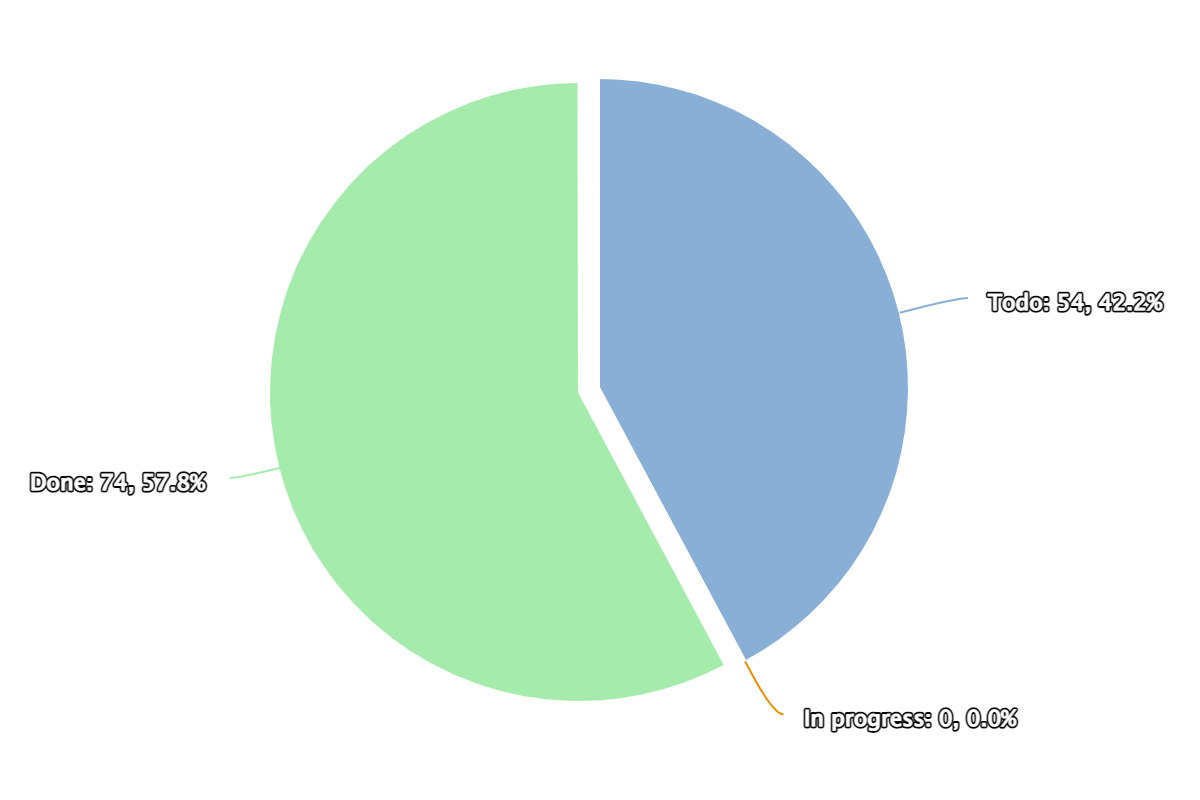 Todo: 54, 42.2%
Done: 74, 57.8%
In progress: 0, 0.0%